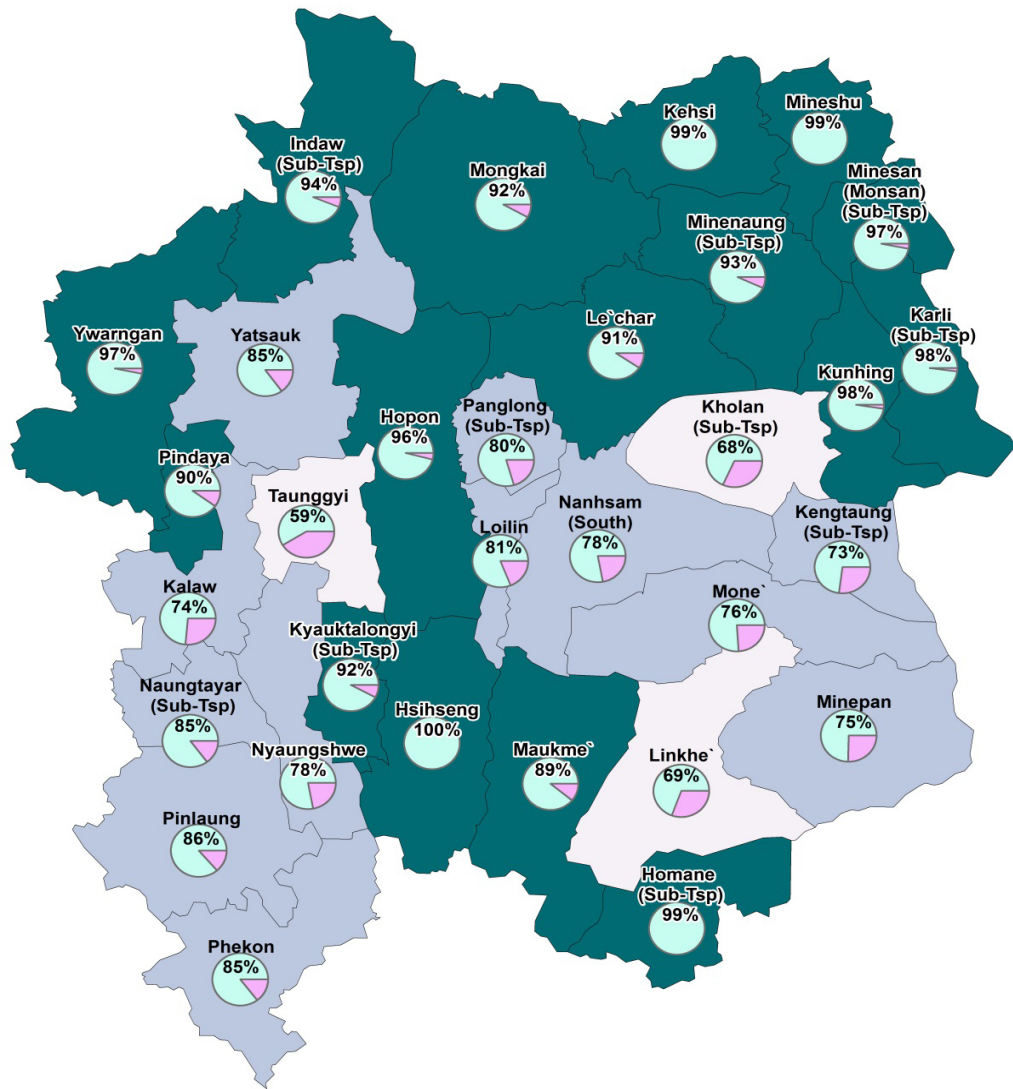 Kehsi
99%
Mineshu
99%
Indaw
(Sub-Tsp)
94%
Mongkai
92%
Minesan
(Monsan)
(Sub-Tsp)
97%
Minenaung
(Sub-Tsp)
93%
Ywarngan
97%
Yatsauk
85%
Le`char
91%
Karli
(Sub-Tsp)
98%
Kunhing
98%
Hopon
96%
Panglong
(Sub-Tsp)
80%
Kholan
(Sub-Tsp)
68%
Pindaya
90%
Taunggyi
59%
Loilin
81%
Nanhsam
(South)
78%
Kengtaung
(Sub-Tsp)
73%
Kalaw
74%
Mone`
76%
Kyauktalongyi
(Sub-Tsp)
92%
Naungtayar
(Sub-Tsp)
85%
Hsihseng
100%
Minepan
75%
Nyaungshwe
78%
Maukme`
89%
Linkhe`
69%
Pinlaung
86%
Homane
(Sub-Tsp)
99%
Phekon
85%